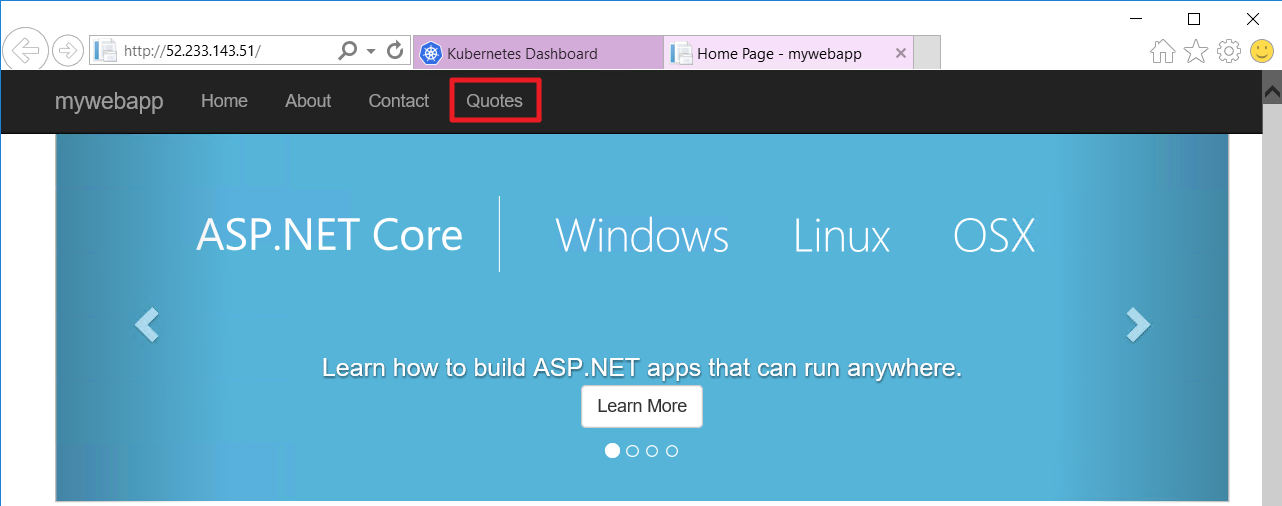 http://52.233.143.51/ Kubernetes Dashboard Home Page - mywebapp
mywebapp Home About Contact Quotes
ASP.NET Core Windows Linux OSX
Learn how to build ASP.NET apps that can run anywhere.
Learn More